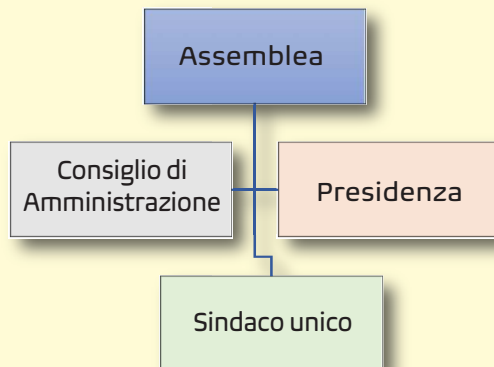 Assemblea
Consiglio di
Amministrazione
Presidenza
Sindaco unico